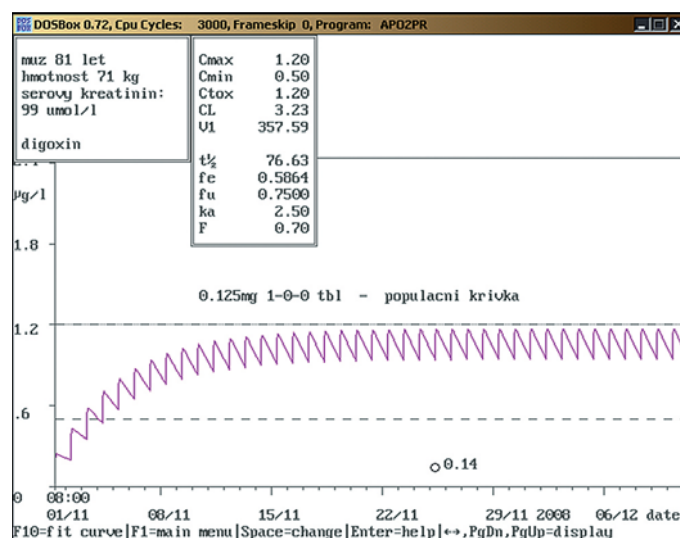 DOSBox 0.72, Cpu Cycles: 3000, Frameskip 0, Program: APO2PR
muz 81 let
hmotnost 71 kg
serovy kreatinin:
99 umol/l
digoxin
Cmax 1.20
Cmin 0.50
Ctox 1.20
CL 3.23
V1 357.59
t½ 76.63
fe 0.5864
fu 0.7500
ka 2.50
F 0.70
µg/l
1.8
0.125mg 1-0-0 tbl - populacni krivka
1.2
.6
0.14
0 08:00
01/11 08/11 15/11 22/11 29/11 2008 06/12 date
F10=fit curve|F1=main menu|Space=change|Enter=help|↔,PgDn,PgUp=display